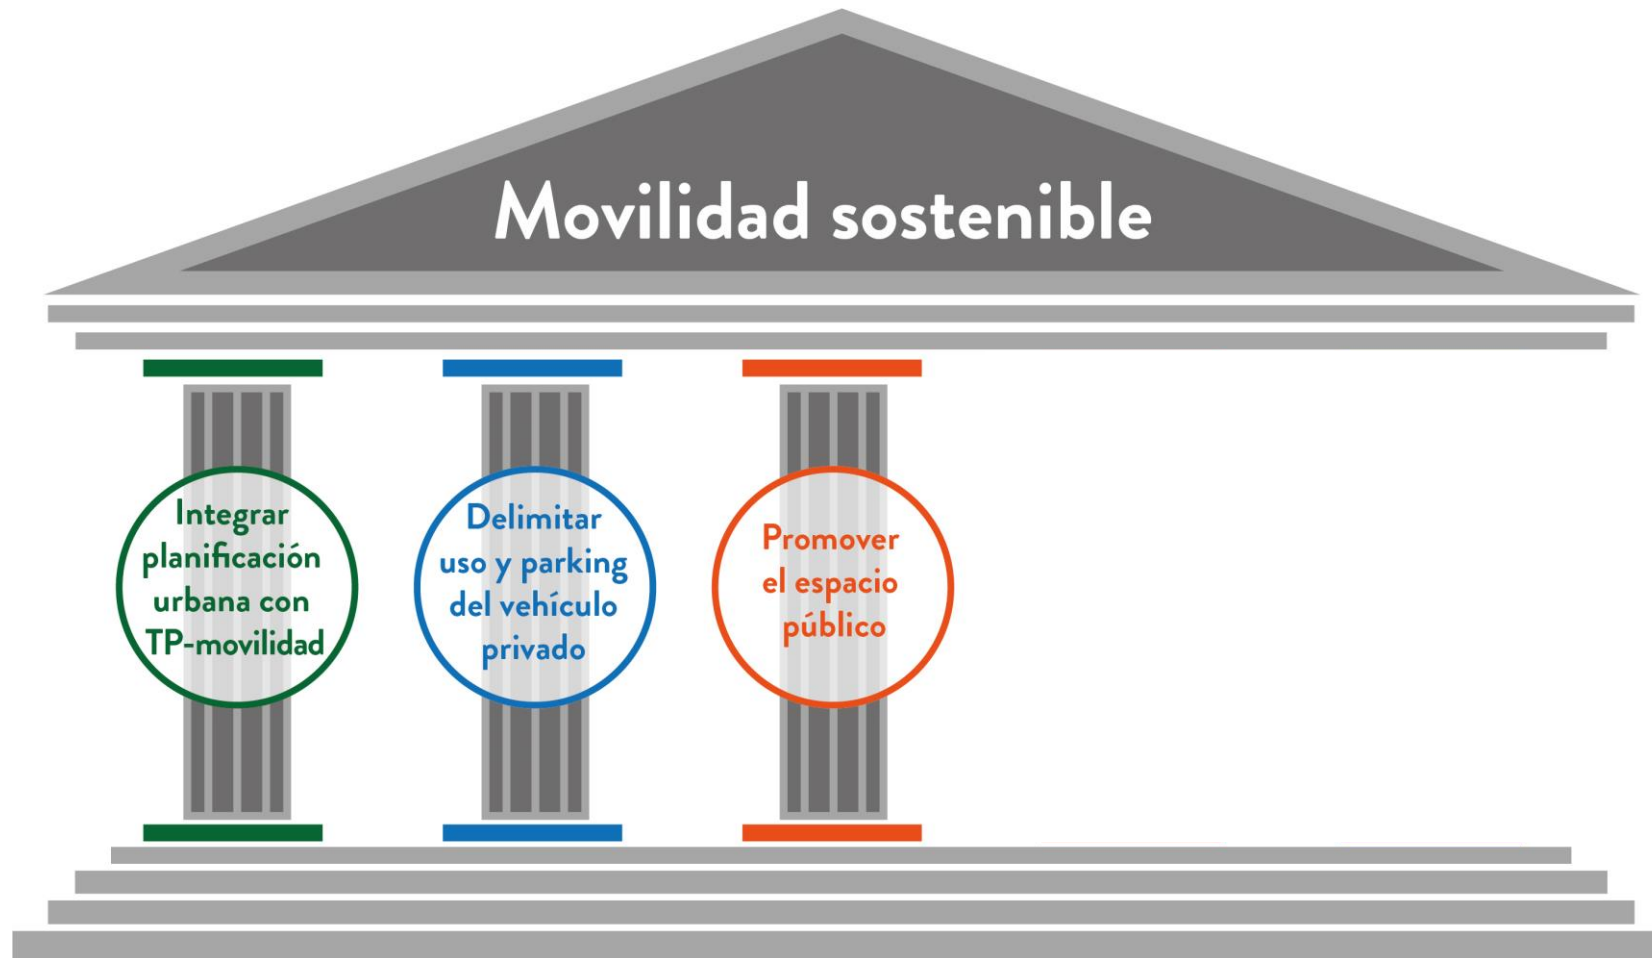 Movilidad sostenible
Integrar
planificación
urbana con
TP-movilidad
Delimitar
uso y parking
del vehículo
privado
Promover
el espacio
público